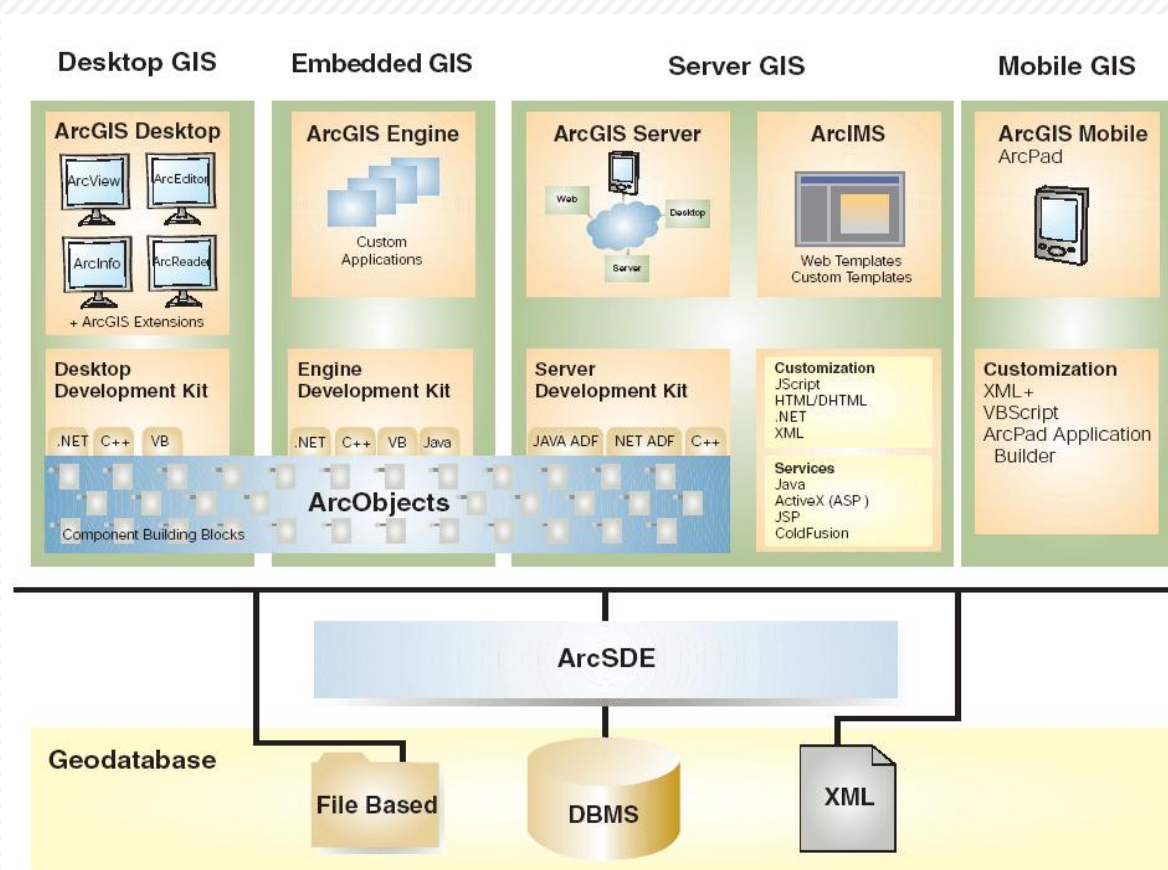 Desktop GIS
Embedded GIS
Server GIS
Mobile GIS
ArcGIS Desktop
ArcView
ArcEditor
ArcInfo
ArcReader
+ ArcGIS Extensions
ArcGIS Engine
Custom
Applications
ArcGIS Server
Web
Desktop
Server
ArcIMS
Web Templates
Custom Templates
ArcGIS Mobile
ArcPad
Desktop
Development Kit
.NET C++ VB
Engine
Development Kit
.NET C++ VB Java
Server
Development Kit
JAVA ADF NET ADF C++
Customization
JScript
HTML/DHTML
.NET
XML
Services
Java
ActiveX (ASP )
JSP
ColdFusion
Customization
XML+
VBScript
ArcPad Application
Builder
ArcObjects
Component Building Blocks
ArcSDE
Geodatabase
File Based
DBMS
XML